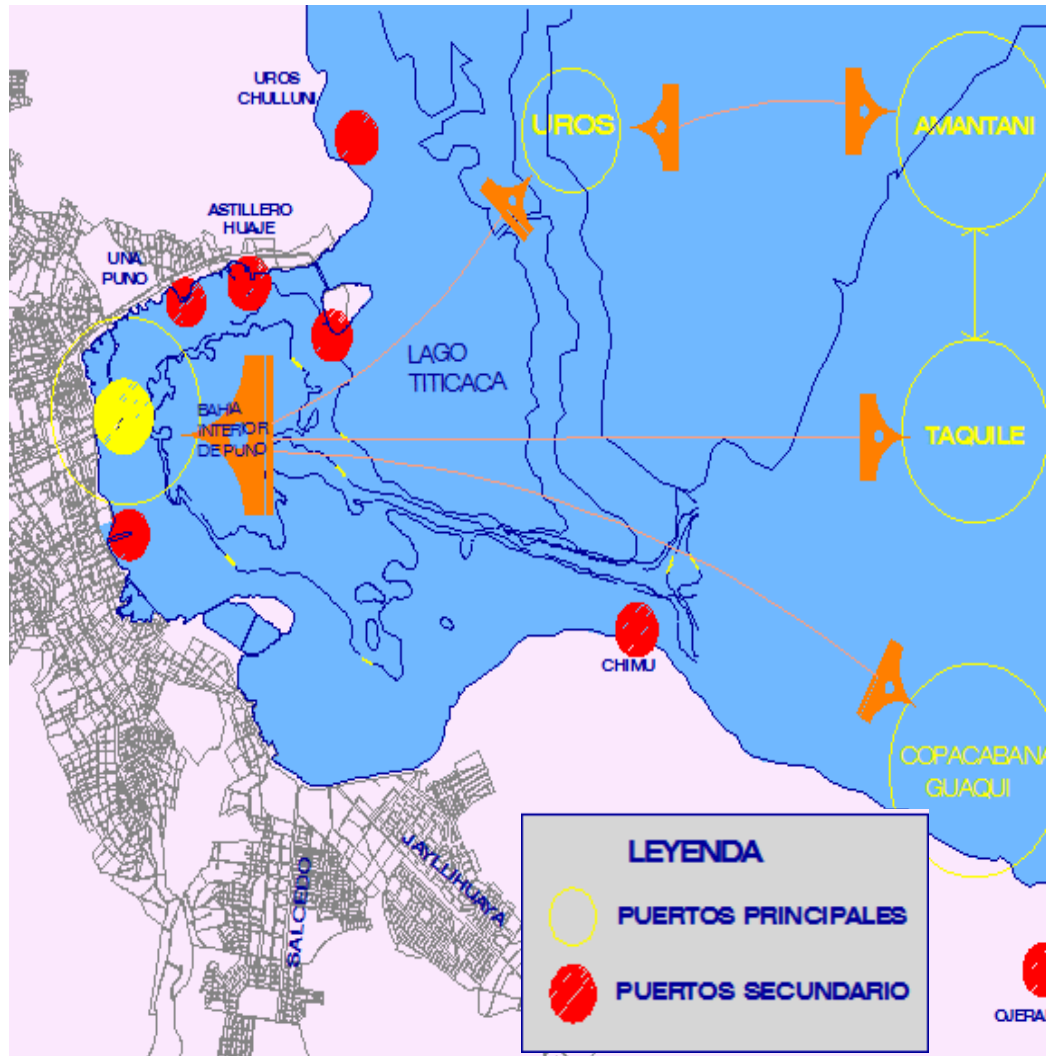 UROS
CHULLUNI
UROS
AMANTANI
ASTILLERO
HUAJE
UNA
PUNO
LAGO
TITICACA
BAHIA
INTERIOR
DE PUNO
TAQUILE
CHIMU
COPACABANA
GUAQUI
JAYLLIHUAYA
SALCEDO
LEYENDA
PUERTOS PRINCIPALES
PUERTOS SECUNDARIO